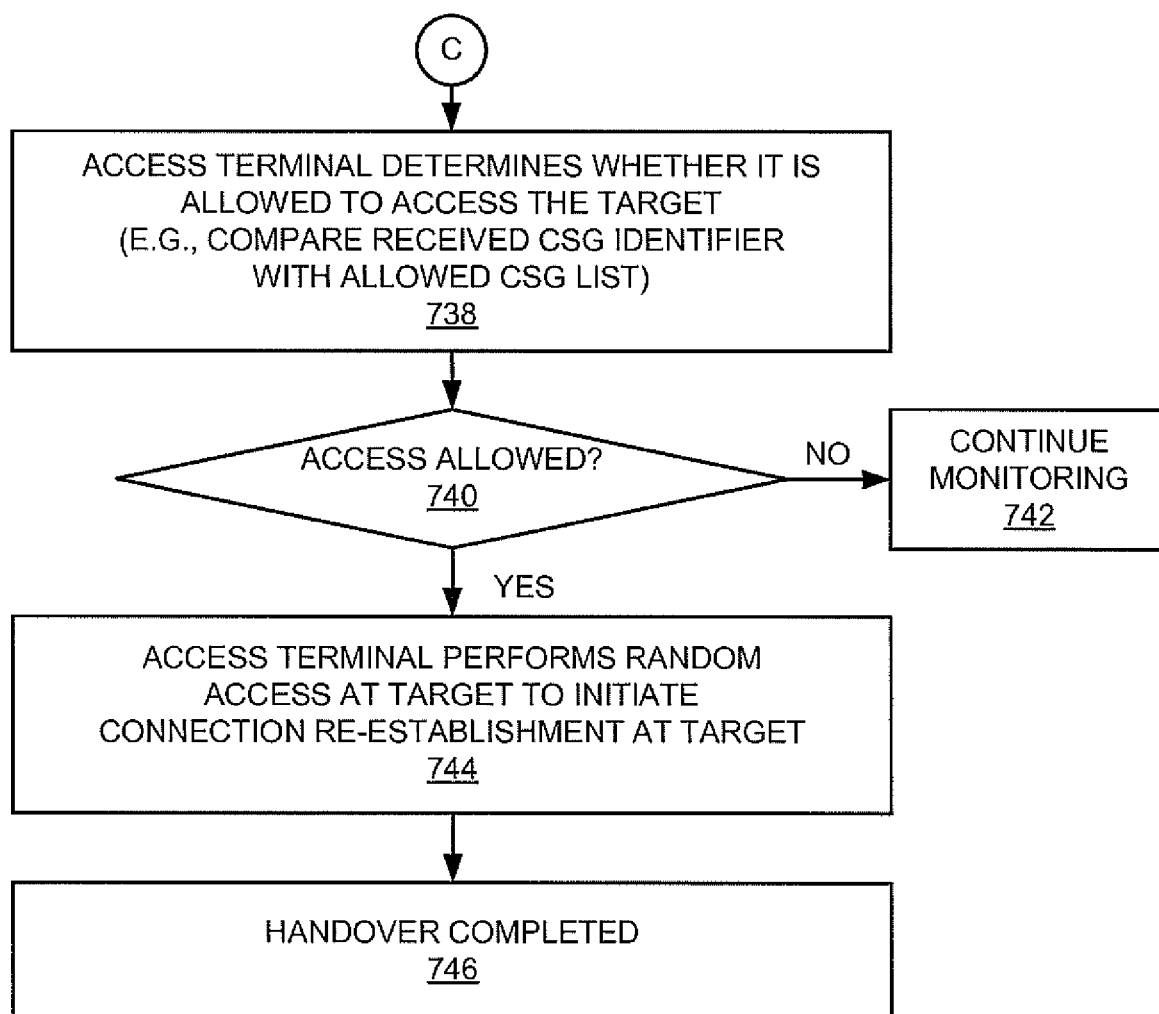 C
ACCESS TERMINAL DETERMINES WHETHER IT IS
ALLOWED TO ACCESS THE TARGET
(E.G., COMPARE RECEIVED CSG IDENTIFIER
WITH ALLOWED CSG LIST)
738
ACCESS ALLOWED?
740
NO
CONTINUE
MONITORING
742
YES
ACCESS TERMINAL PERFORMS RANDOM
ACCESS AT TARGET TO INITIATE
CONNECTION RE-ESTABLISHMENT AT TARGET
744
HANDOVER COMPLETED
746